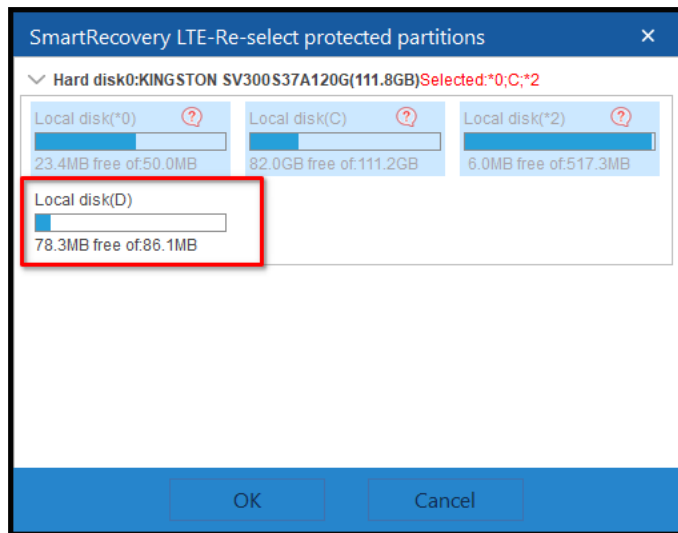 SmartRecovery LTE-Re-select protected partitions
Hard disk0:KINGSTON SV300S37A120G(111.8GB)Selected:*0;C;*2
Local disk(*0) Local disk(C) Local disk(*2)
23.4MB free of:50.0MB 82.0GB free of:111.2GB 6.0MB free of:517.3MB
Local disk(D)
78.3MB free of:86.1MB
OK Cancel